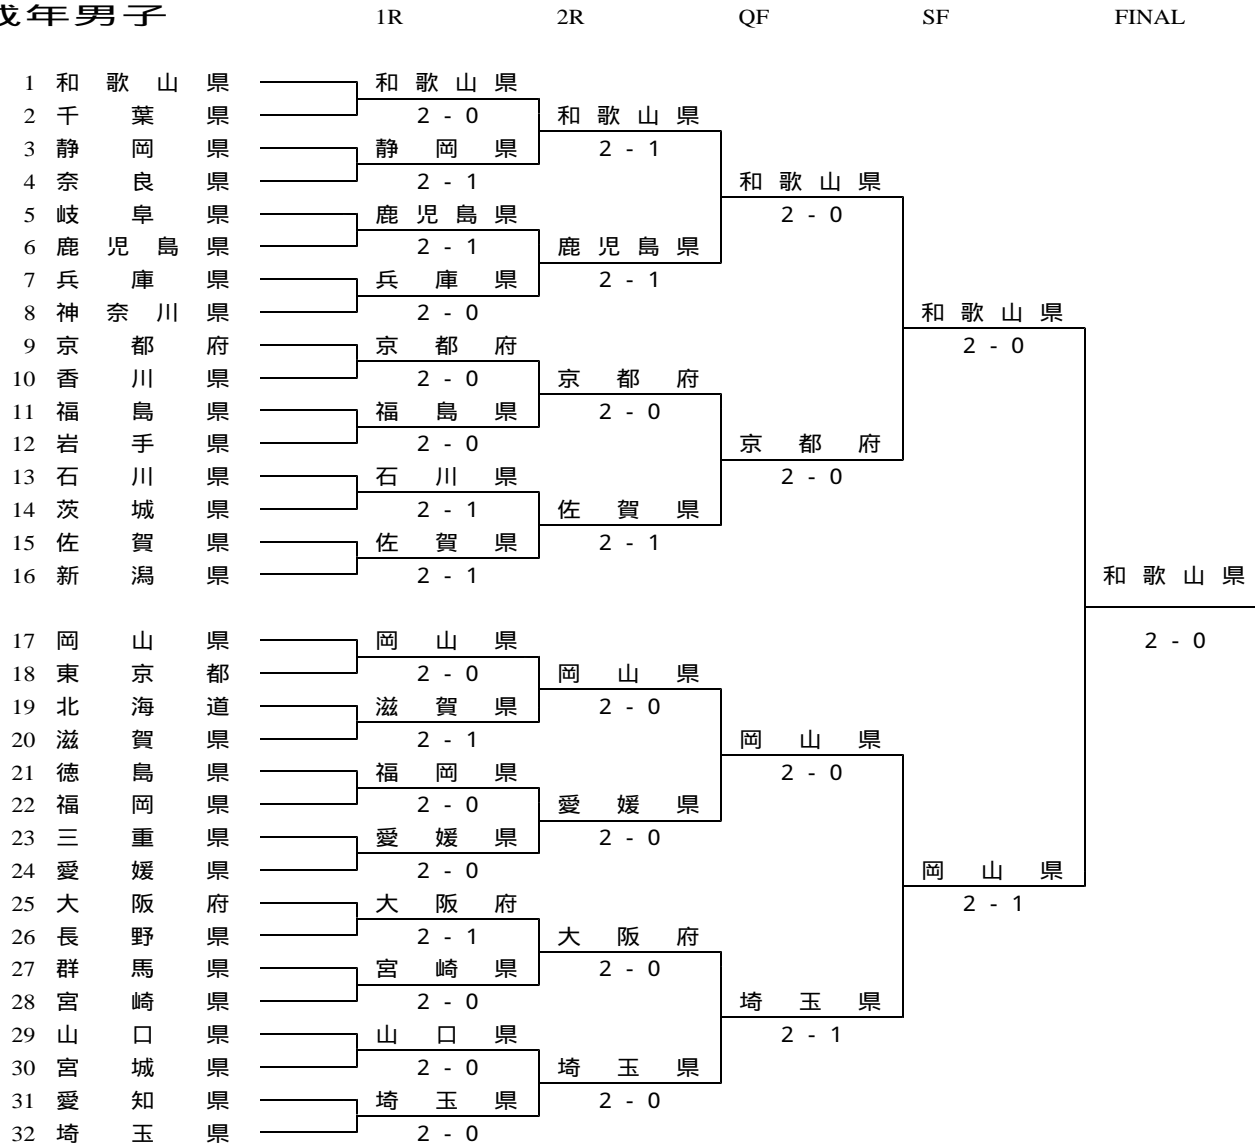 成年男子 1R 2R QF SF FINAL
1 和歌山県 和歌山県
2 千葉県 2-0 和歌山県
3 静岡県 静岡県 2-1
4 奈良県 2-1 和歌山県
5 岐阜県 鹿児島県 2-0
6 鹿児島県 2-1 鹿児島県
7 兵庫県 兵庫県 2-1
8 神奈川県 2-0 和歌山県
9 京都府 京都府 2-0
10 香川県 2-0 京都府
11 福島県 福島県 2-0
12 岩手県 2-0 京都府
13 石川県 石川県 2-0
14 茨城県 2-1 佐賀県
15 佐賀県 佐賀県 2-1
16 新潟県 2-1 和歌山県
17 岡山県 岡山県 2-0
18 東京都 2-0 岡山県
19 北海道 滋賀県 2-0
20 滋賀県 2-1 岡山県
21 徳島県 福岡県 2-0
22 福岡県 2-0 愛媛県
23 三重県 愛媛県 2-0
24 愛媛県 2-0 岡山県
25 大阪府 大阪府 2-1
26 長野県 2-1 大阪府
27 群馬県 宮崎県 2-0
28 宮崎県 2-0 埼玉県
29 山口県 山口県 2-1
30 宮城県 2-0 埼玉県
31 愛知県 埼玉県 2-0
32 埼玉県 2-0